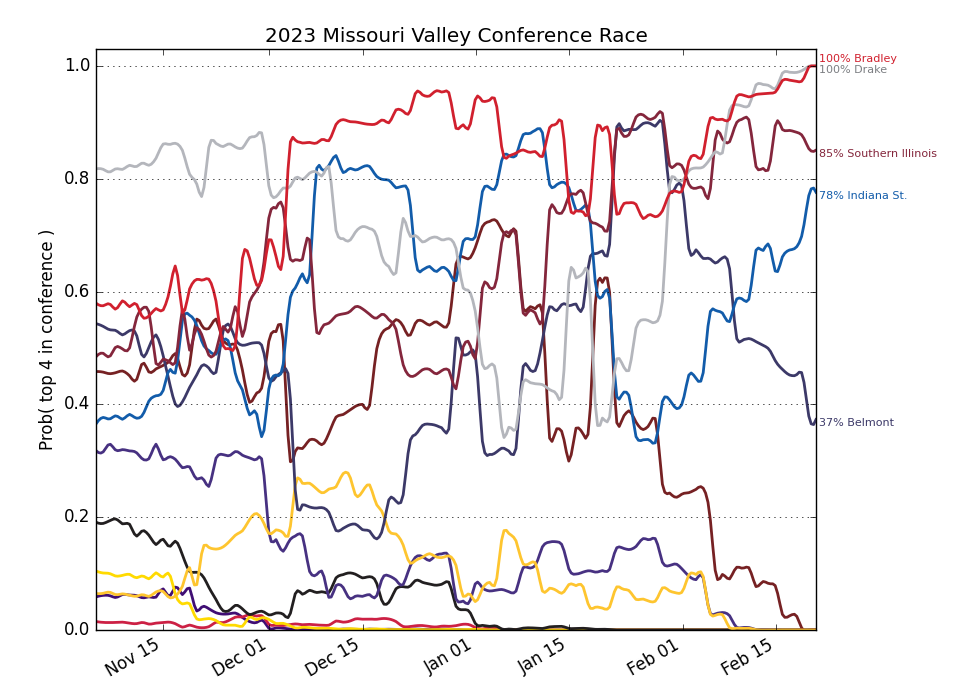 2023 Missouri Valley Conference Race
Prob( top 4 in conference )
1.0
0.8
0.6
0.4
0.2
0.0
Nov 15
Dec 01
Dec 15
Jan 01
Jan 15
Feb 01
Feb 15
100% Bradley
100% Drake
85% Southern Illinois
78% Indiana St.
37% Belmont